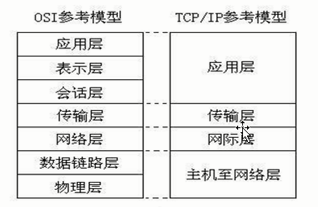 OSI参考模型
TCP/IP参考模型
应用层
表示层
会话层
传输层
网络层
数据链路层
物理层
应用层
传输层
网际层
主机至网络层